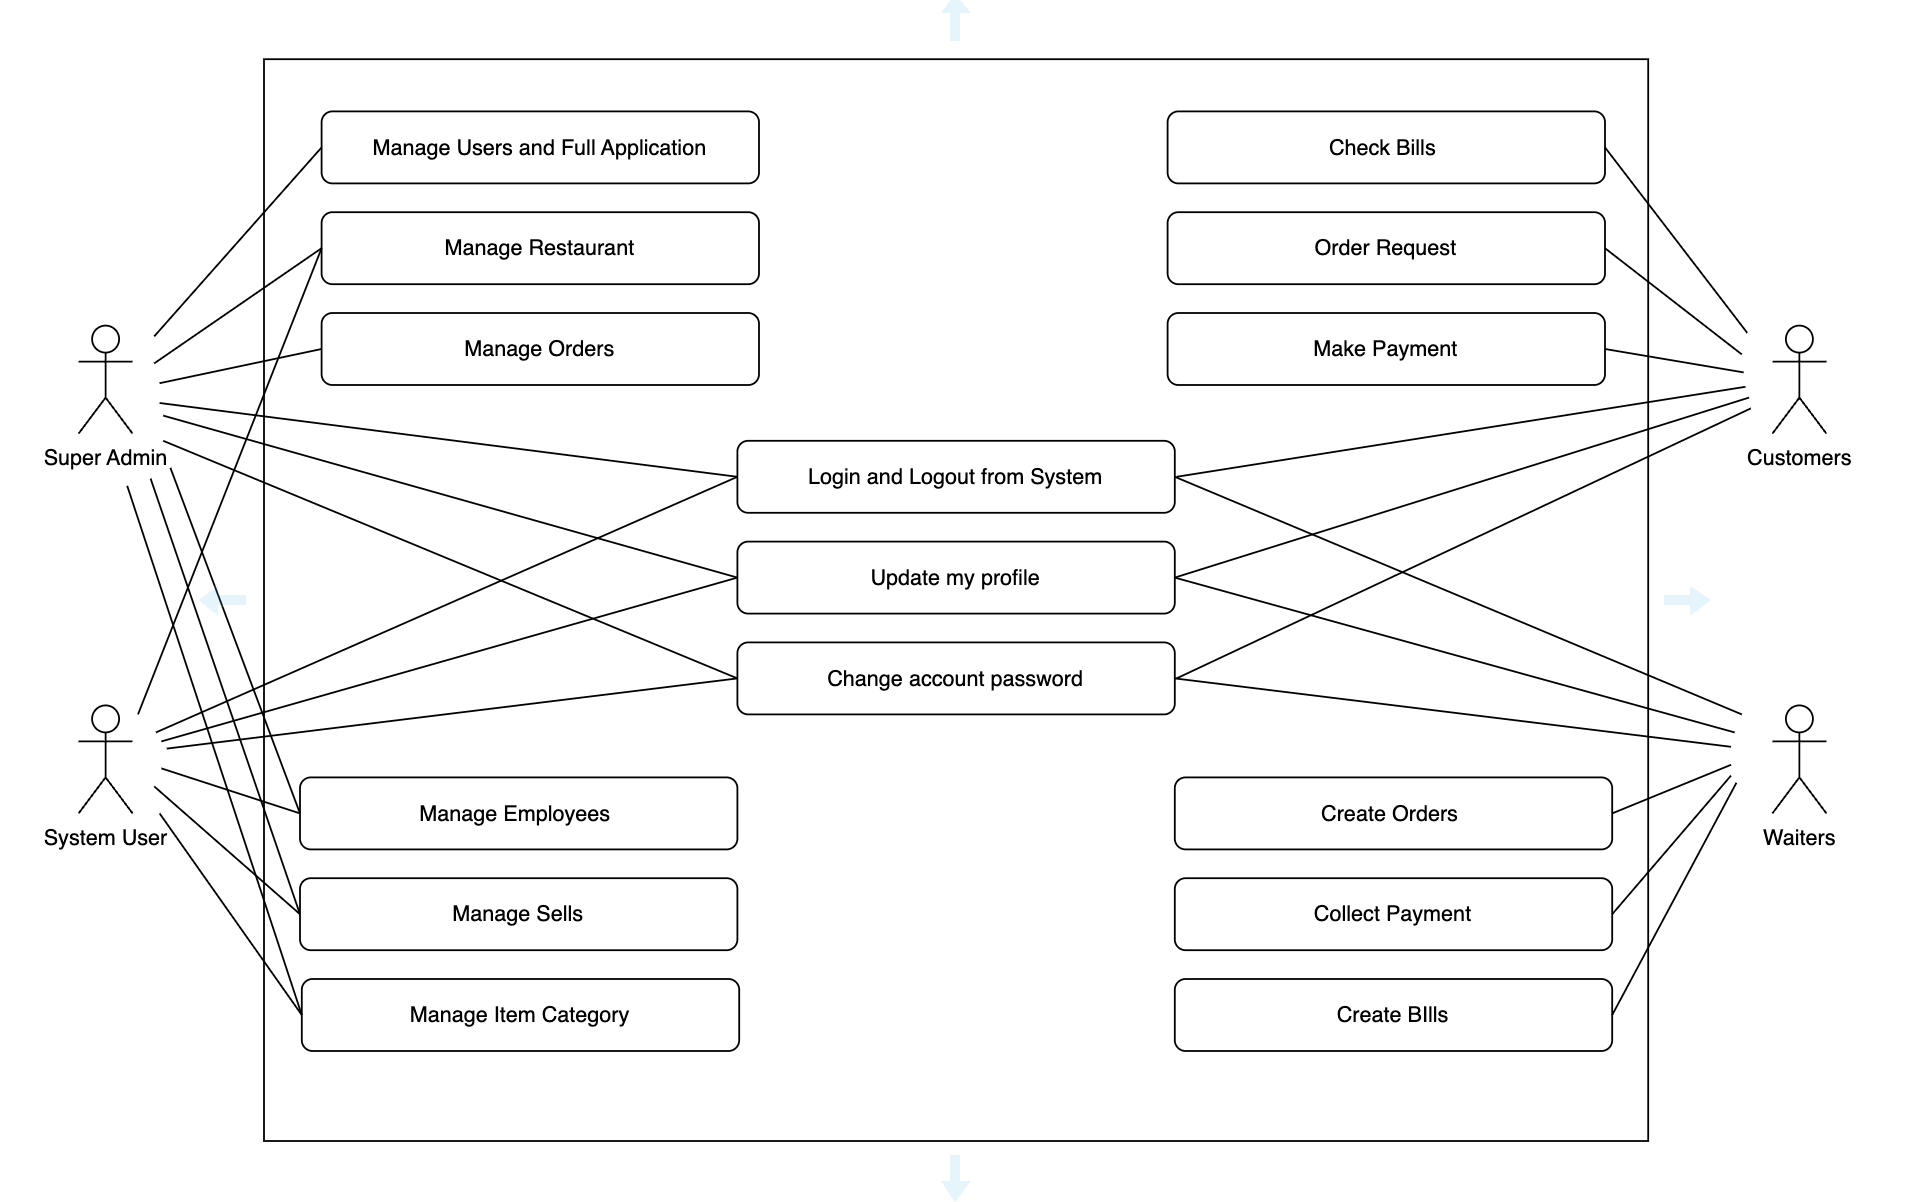 Manage Users and Full Application
Check Bills
Manage Restaurant
Order Request
Manage Orders
Make Payment
Super Admin
Customers
Login and Logout from System
Update my profile
Change account password
System User
Waiters
Manage Employees
Create Orders
Manage Sells
Collect Payment
Manage Item Category
Create BIlls